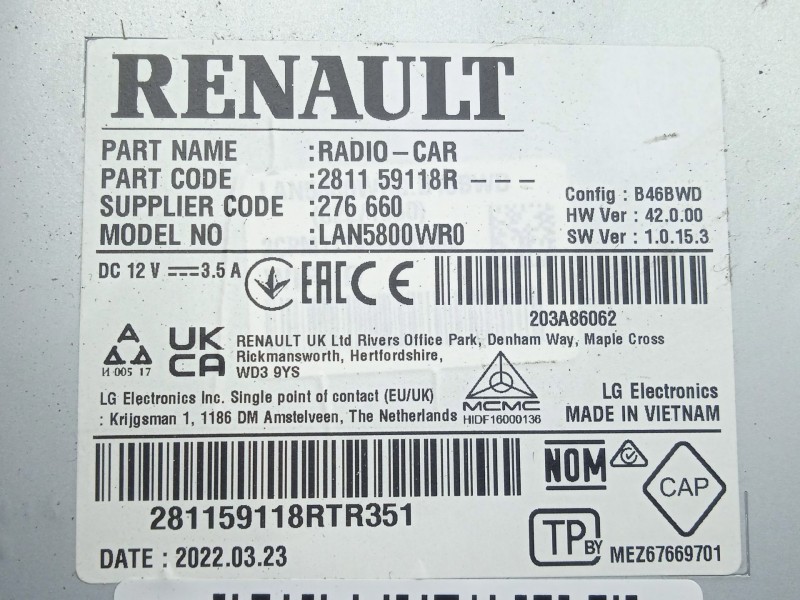 RENAULT
PART NAME :RADIO-CAR
PART CODE :2811 59118R---
SUPPLIER CODE :276 660
MODEL NO :LAN5800WR0
Config : B46BWD
HW Ver : 42.0.00
SW Ver : 1.0.15.3
DC 12 V ⎓ 3.5 A
EAC CE
203A86062
UK CA
И 005 17
RENAULT UK Ltd Rivers Office Park, Denham Way, Maple Cross
Rickmansworth, Hertfordshire,
WD3 9YS
LG Electronics Inc. Single point of contact (EU/UK)
: Krijgsman 1, 1186 DM Amstelveen, The Netherlands
MCMC
HIDF16000136
LG Electronics
MADE IN VIETNAM
281159118RTR351
NOM
CAP
DATE : 2022.03.23
TP BY
MEZ67669701